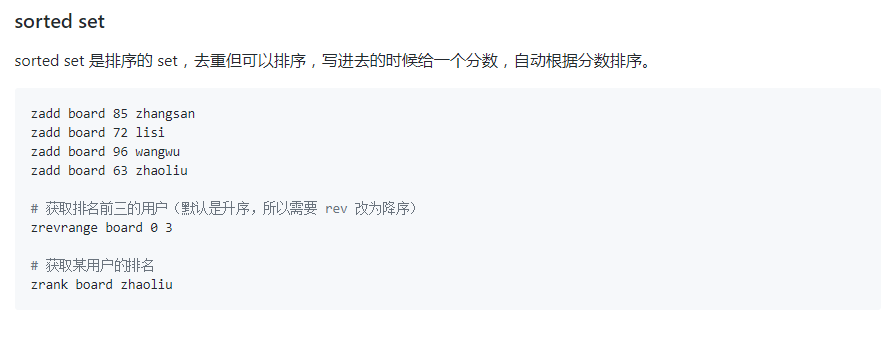 sorted set
sorted set 是排序的 set，去重但可以排序，写进去的时候给一个分数，自动根据分数排序。
zadd board 85 zhangsan
zadd board 72 lisi
zadd board 96 wangwu
zadd board 63 zhaoliu
# 获取排名前三的用户（默认是升序，所以需要 rev 改为降序）
zrevrange board 0 3
# 获取某用户的排名
zrank board zhaoliu